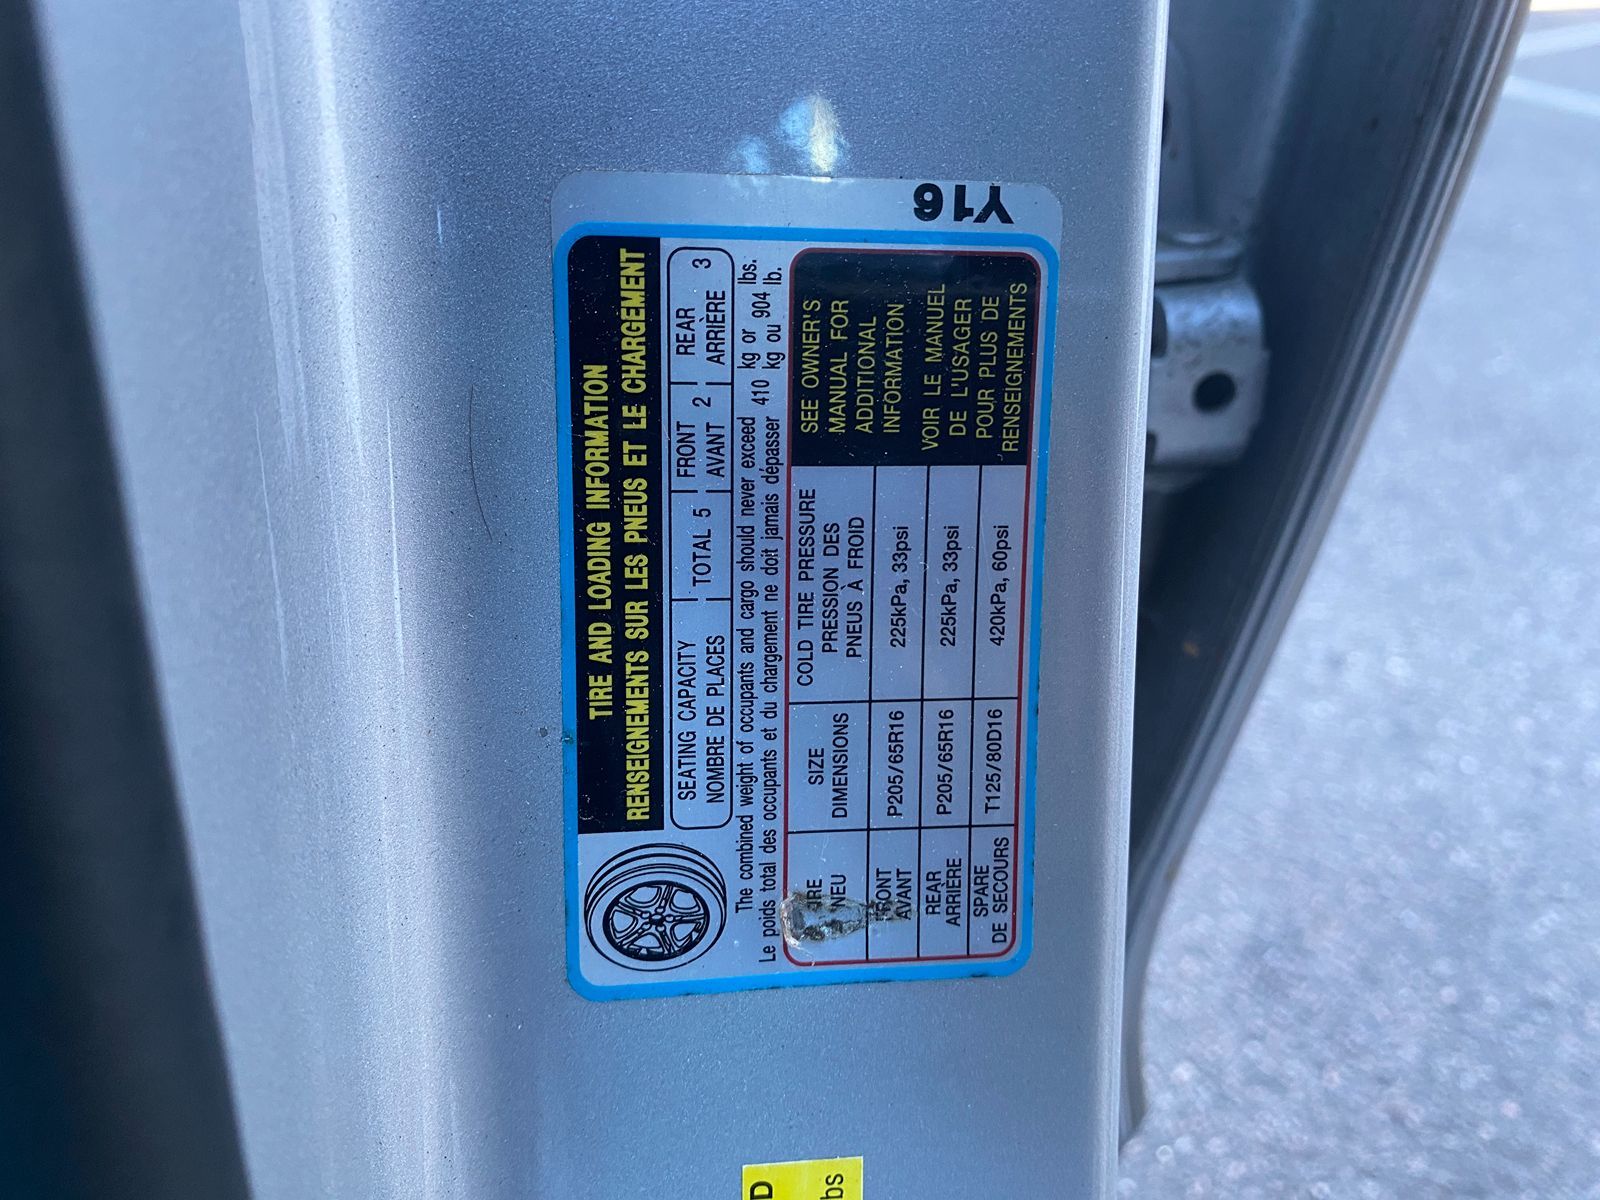 Y16
TIRE AND LOADING INFORMATION
RENSEIGNEMENTS SUR LES PNEUS ET LE CHARGEMENT
SEATING CAPACITY TOTAL 5 FRONT 2 REAR 3
NOMBRE DE PLACES AVANT ARRIÈRE
The combined weight of occupants and cargo should never exceed 410 kg or 904 lbs.
Le poids total des occupants et du chargement ne doit jamais dépasser kg ou lb.
SIZE COLD TIRE PRESSURE
DIMENSIONS PRESSION DES
PNEUS À FROID
AVANT P205/65R16 225kPa, 33psi
REAR
ARRIÈRE P205/65R16 225kPa, 33psi
SPARE
DE SECOURS T125/80D16 420kPa, 60psi
SEE OWNER'S
MANUAL FOR
ADDITIONAL
INFORMATION
VOIR LE MANUEL
DE L'USAGER
POUR PLUS DE
RENSEIGNEMENTS
D
bs